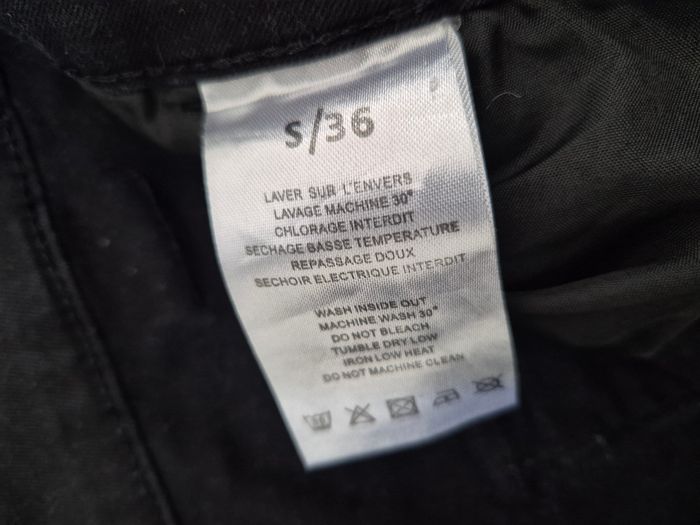 S/36
LAVER SUR L'ENVERS
LAVAGE MACHINE 30°
CHLORAGE INTERDIT
SECHAGE BASSE TEMPERATURE
REPASSAGE DOUX
SECHOIR ELECTRIQUE INTERDIT
WASH INSIDE OUT
MACHINE WASH 30°
DO NOT BLEACH
TUMBLE DRY LOW
IRON LOW HEAT
DO NOT MACHINE CLEAN